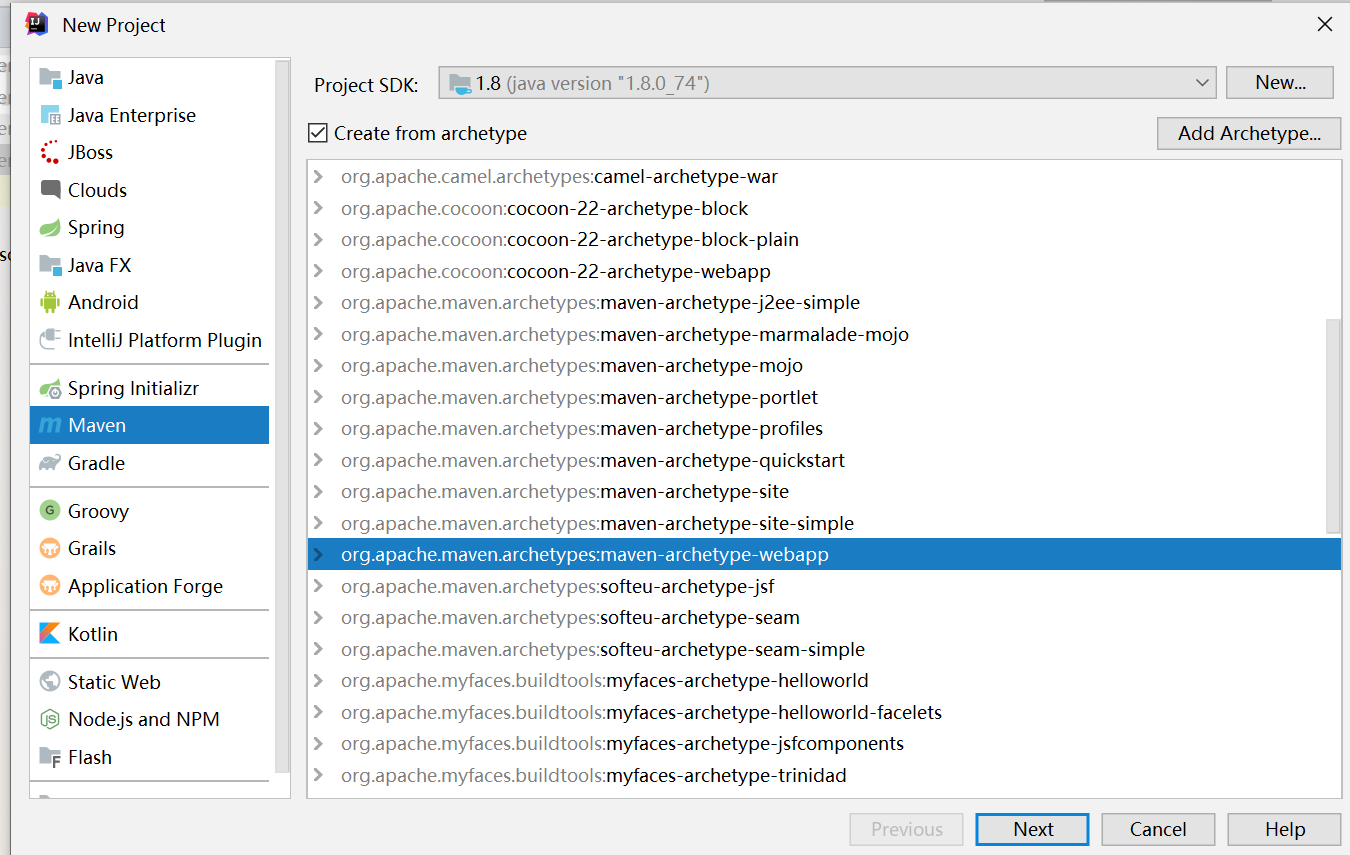 New Project
Java
Java Enterprise
JBoss
Clouds
Spring
Java FX
Android
IntelliJ Platform Plugin
Spring Initializr
Maven
Gradle
Groovy
Grails
Application Forge
Kotlin
Static Web
Node.js and NPM
Flash
Project SDK: 1.8 (java version "1.8.0_74") New...
Create from archetype Add Archetype...
org.apache.camel.archetypes:camel-archetype-war
org.apache.cocoon:cocoon-22-archetype-block
org.apache.cocoon:cocoon-22-archetype-block-plain
org.apache.cocoon:cocoon-22-archetype-webapp
org.apache.maven.archetypes:maven-archetype-j2ee-simple
org.apache.maven.archetypes:maven-archetype-marmalade-mojo
org.apache.maven.archetypes:maven-archetype-mojo
org.apache.maven.archetypes:maven-archetype-portlet
org.apache.maven.archetypes:maven-archetype-profiles
org.apache.maven.archetypes:maven-archetype-quickstart
org.apache.maven.archetypes:maven-archetype-site
org.apache.maven.archetypes:maven-archetype-site-simple
org.apache.maven.archetypes:maven-archetype-webapp
org.apache.maven.archetypes:softeu-archetype-jsf
org.apache.maven.archetypes:softeu-archetype-seam
org.apache.maven.archetypes:softeu-archetype-seam-simple
org.apache.myfaces.buildtools:myfaces-archetype-helloworld
org.apache.myfaces.buildtools:myfaces-archetype-helloworld-facelets
org.apache.myfaces.buildtools:myfaces-archetype-jsfcomponents
org.apache.myfaces.buildtools:myfaces-archetype-trinidad
Previous Next Cancel Help